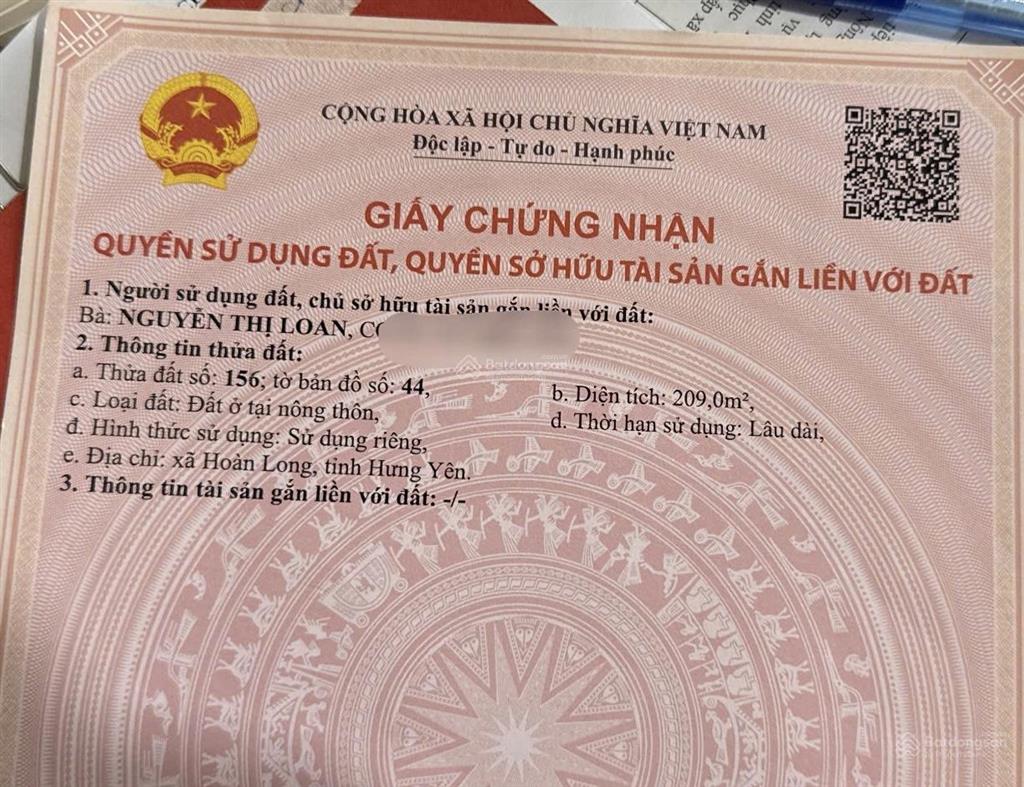 CỘNG HÒA XÃ HỘI CHỦ NGHĨA VIỆT NAM
Độc lập - Tự do - Hạnh phúc
GIẤY CHỨNG NHẬN
QUYỀN SỬ DỤNG ĐẤT, QUYỀN SỞ HỮU TÀI SẢN GẮN LIỀN VỚI ĐẤT
1. Người sử dụng đất, chủ sở hữu tài sản gắn liền với đất:
Bà: NGUYỄN THỊ LOAN,
2. Thông tin thửa đất:
a. Thửa đất số: 156; tờ bản đồ số: 44,
b. Diện tích: 209,0m²,
c. Loại đất: Đất ở tại nông thôn,
d. Thời hạn sử dụng: Lâu dài,
đ. Hình thức sử dụng: Sử dụng riêng,
e. Địa chỉ: xã Hoàn Long, tỉnh Hưng Yên.
3. Thông tin tài sản gắn liền với đất: -/-
Batdongsan
Batdongsan